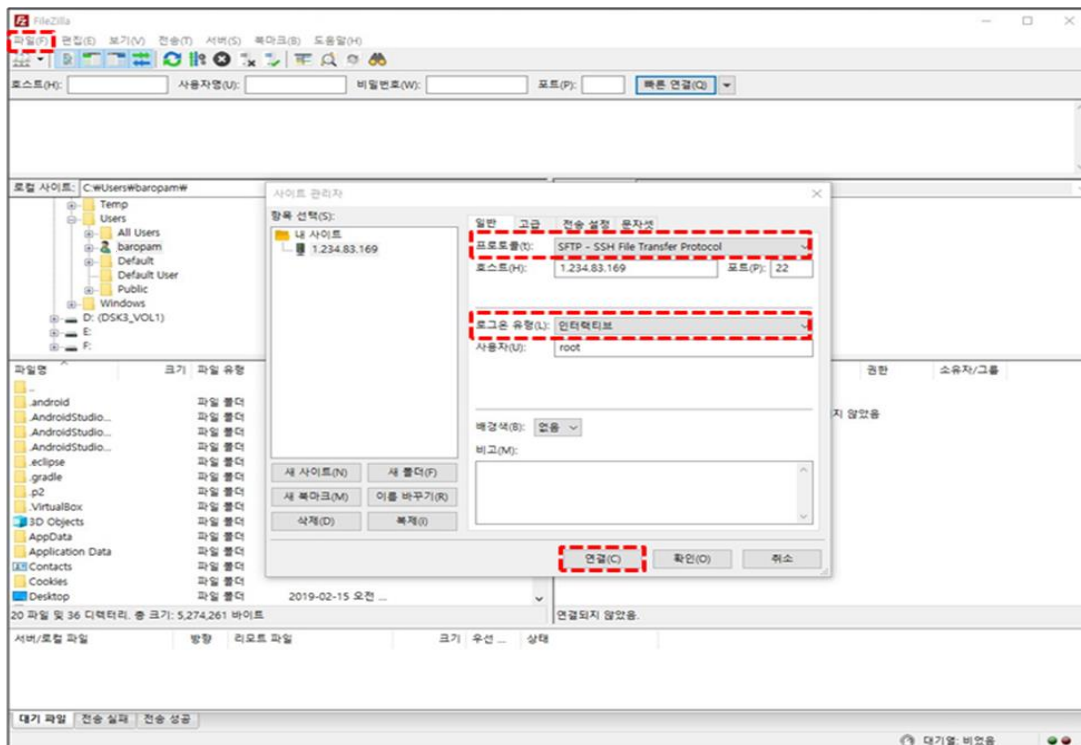 FileZilla
파일(F) 편집(E) 보기(V) 전송(T) 서버(S) 북마크(B) 도움말(H)
호스트(H): 사용자명(U): 비밀번호(W): 포트(P): 빠른 연결(Q)
로컬 사이트: C:₩Users₩baropam₩
Temp
Users
All Users
baropam
Default
Default User
Public
Windows
D: (DSK3_VOL1)
E:
F:
사이트 관리자
항목 선택(S):
내 사이트
1.234.83.169
새 사이트(N) 새 폴더(F)
새 북마크(M) 이름 바꾸기(R)
삭제(D) 복제(I)
일반 고급 전송 설정 문자셋
프로토콜(t): SFTP - SSH File Transfer Protocol
호스트(H): 1.234.83.169 포트(P): 22
로그온 유형(L): 인터랙티브
사용자(U): root
배경색(B): 없음
비고(M):
연결(C) 확인(O) 취소
파일명 크기 파일 유형
..
.android 파일 폴더
.AndroidStudio... 파일 폴더
.AndroidStudio... 파일 폴더
.AndroidStudio... 파일 폴더
.eclipse 파일 폴더
.gradle 파일 폴더
.p2 파일 폴더
.VirtualBox 파일 폴더
3D Objects 파일 폴더
AppData 파일 폴더
Application Data 파일 폴더
Contacts 파일 폴더
Cookies 파일 폴더
Desktop 파일 폴더 2019-02-15 오전 ...
20 파일 및 36 디렉터리. 총 크기: 5,274,261 바이트
권한 소유자/그룹
지 않았음
연결되지 않았음.
서버/로컬 파일 방향 리모트 파일 크기 우선 ... 상태
대기 파일 전송 실패 전송 성공
대기열: 비었음